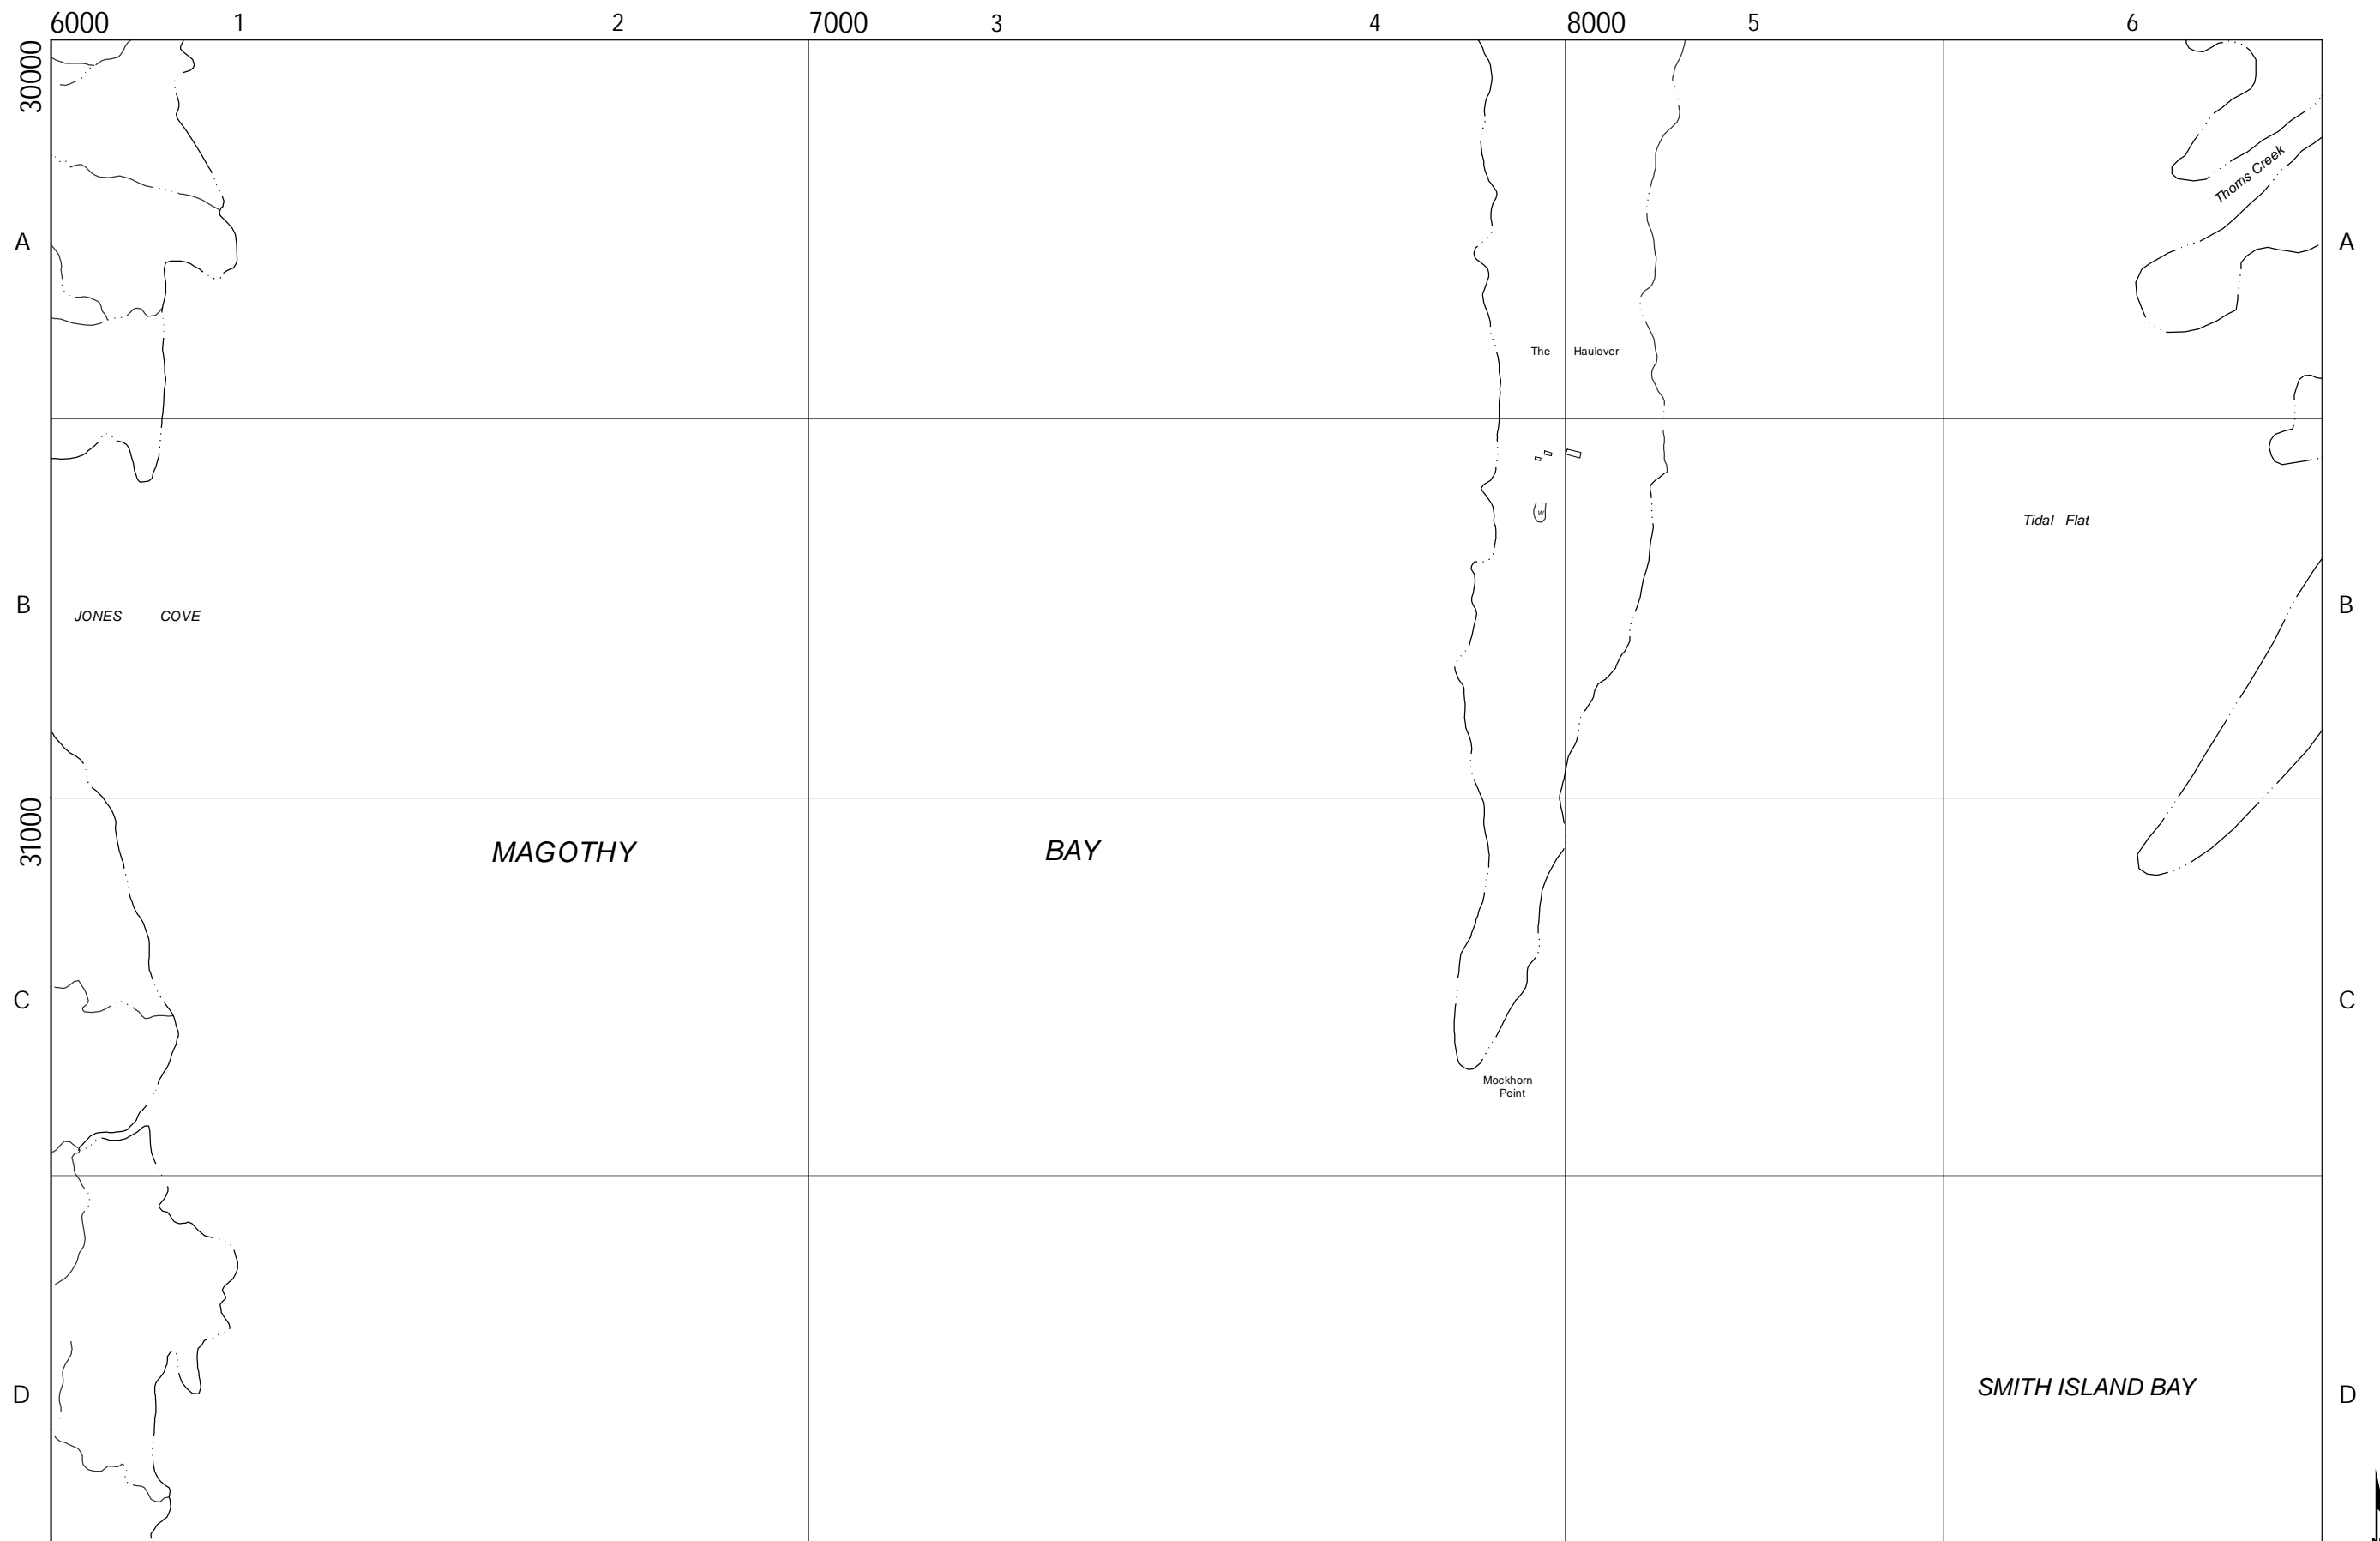 6000 1 2 7000 3 4 8000 5 6
30000
Thoms Creek
A A
The Haulover
Tidal Flat
W
B B
JONES COVE
31000
MAGOTHY BAY
C C
Mockhorn
Point
SMITH ISLAND BAY
D D